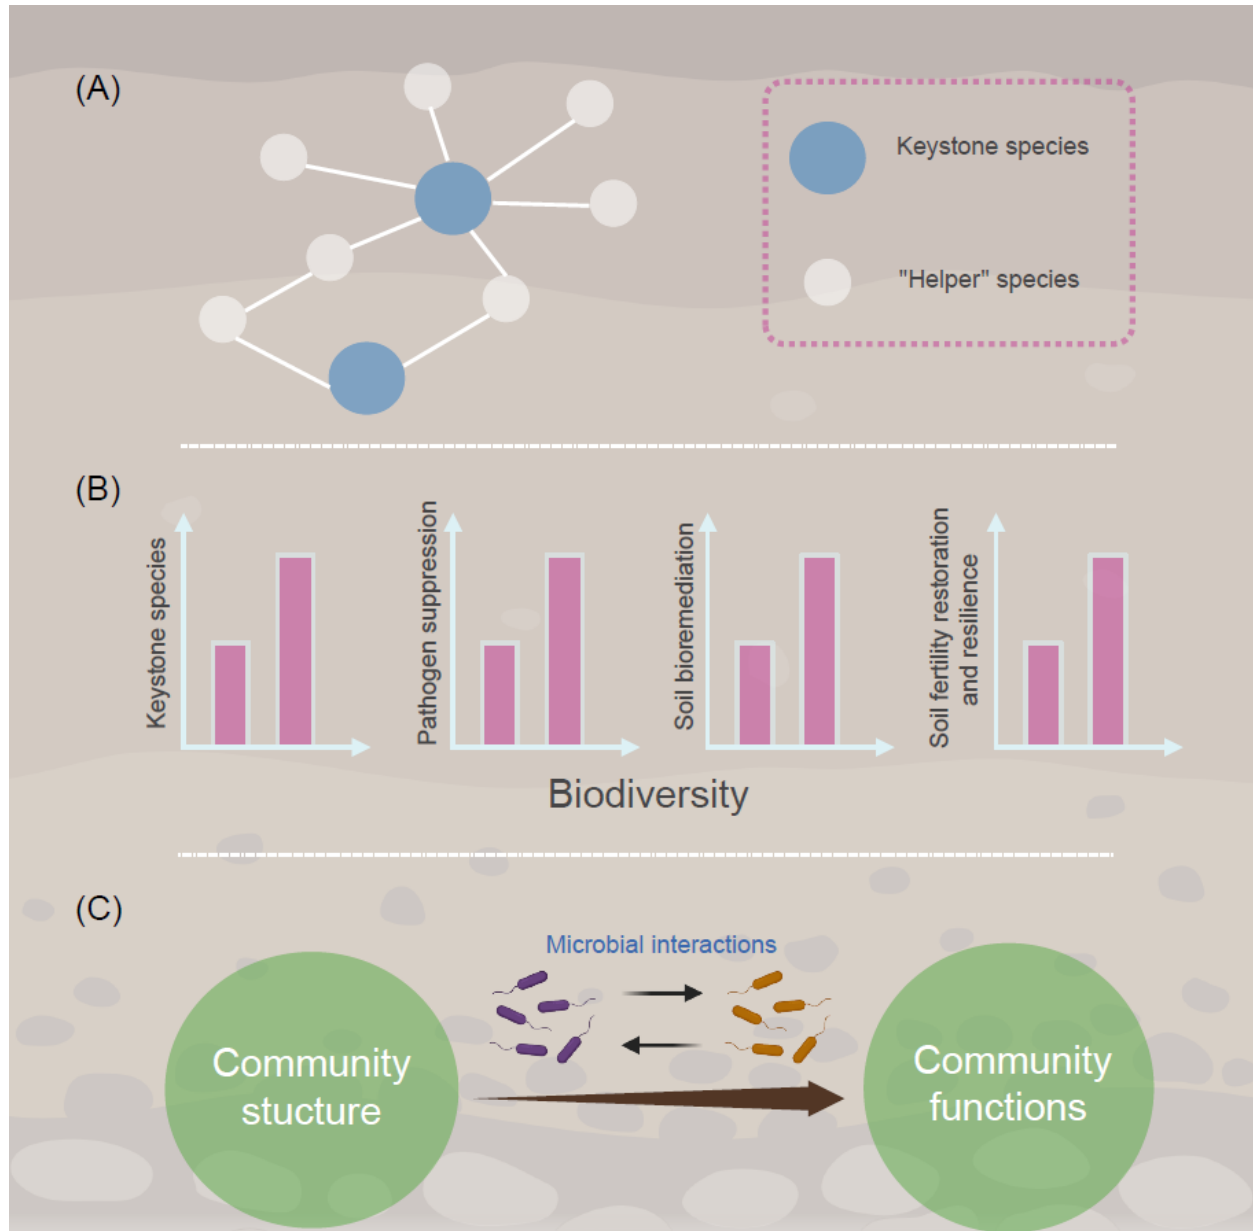 (A)
Keystone species
"Helper" species
(B)
Keystone species
Pathogen suppression
Soil bioremediation
Soil fertility restoration
and resilience
Biodiversity
(C)
Microbial interactions
Community
stucture
Community
functions